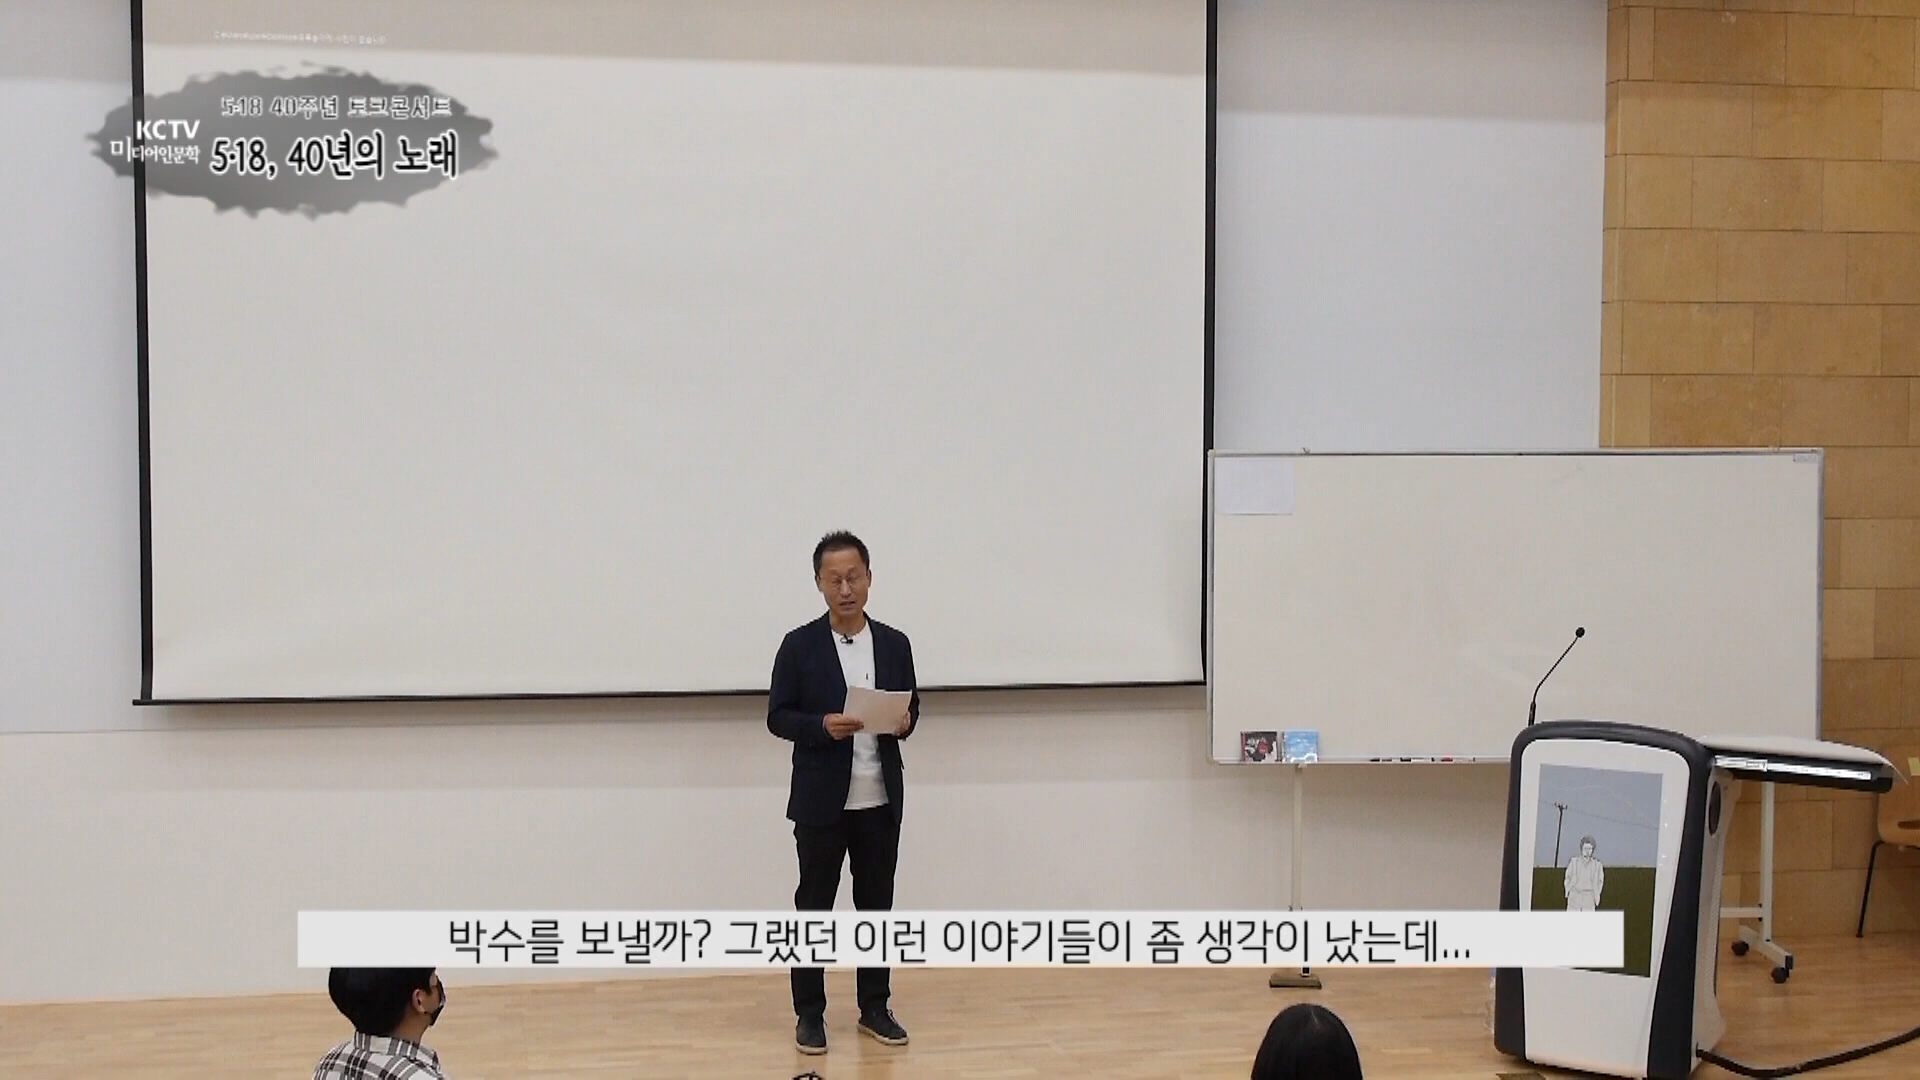 5·18 40주년 토크콘서트
KCTV
미디어인문학
5·18, 40년의 노래
박수를 보낼까? 그랬던 이런 이야기들이 좀 생각이 났는데...